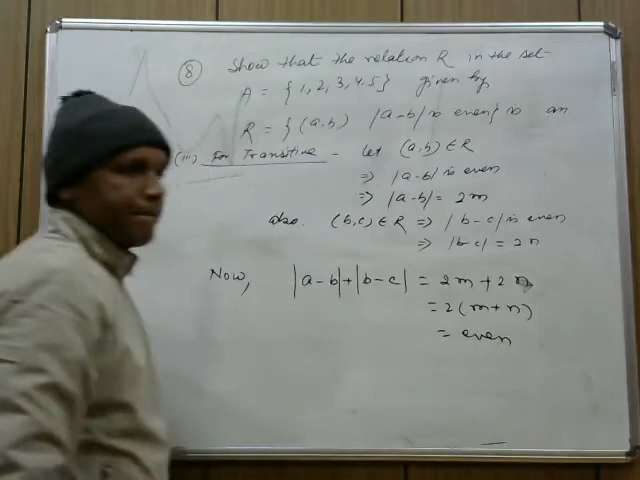 (8) Show that the relation R in the set
A = {1, 2, 3, 4.5} given by
R = {(a,b) |a-b| is even} is an
(iii) For Transitive - let (a,b) ∈ R
⇒ |a-b| is even
⇒ |a-b| = 2m
also. (b,c) ∈ R ⇒ |b-c| is even
⇒ |b-c| = 2n
Now, |a-b|+|b-c| = 2m + 2n
= 2(m+n)
= even